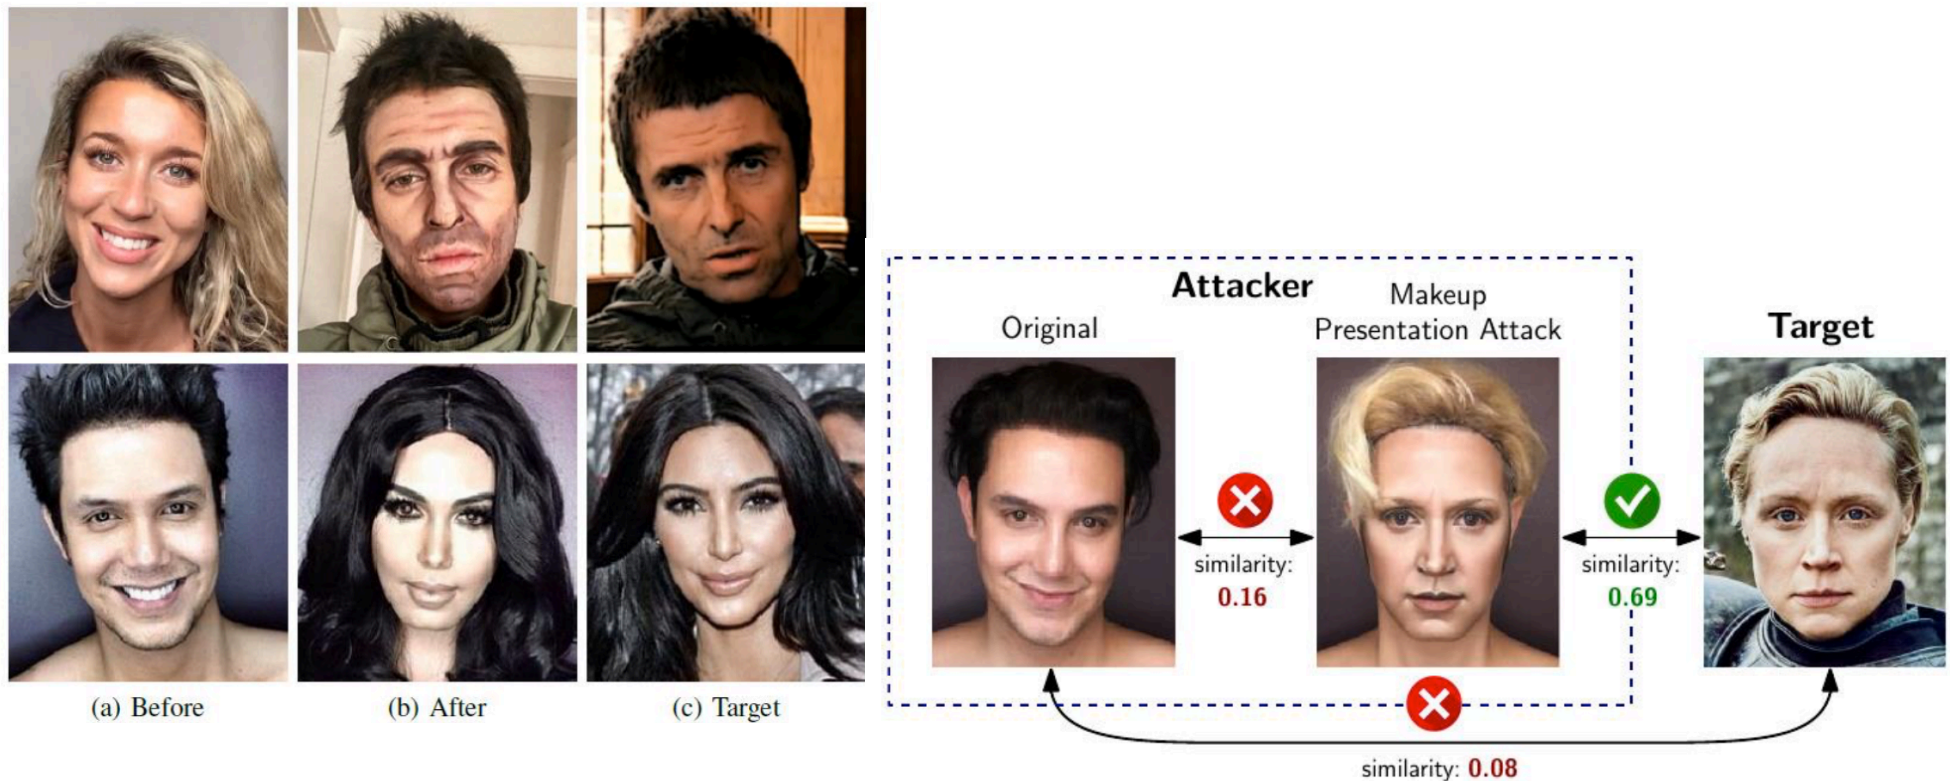 (a) Before
(b) After
(c) Target
Attacker
Original
Makeup
Presentation Attack
Target
similarity:
0.16
similarity:
0.69
similarity: 0.08